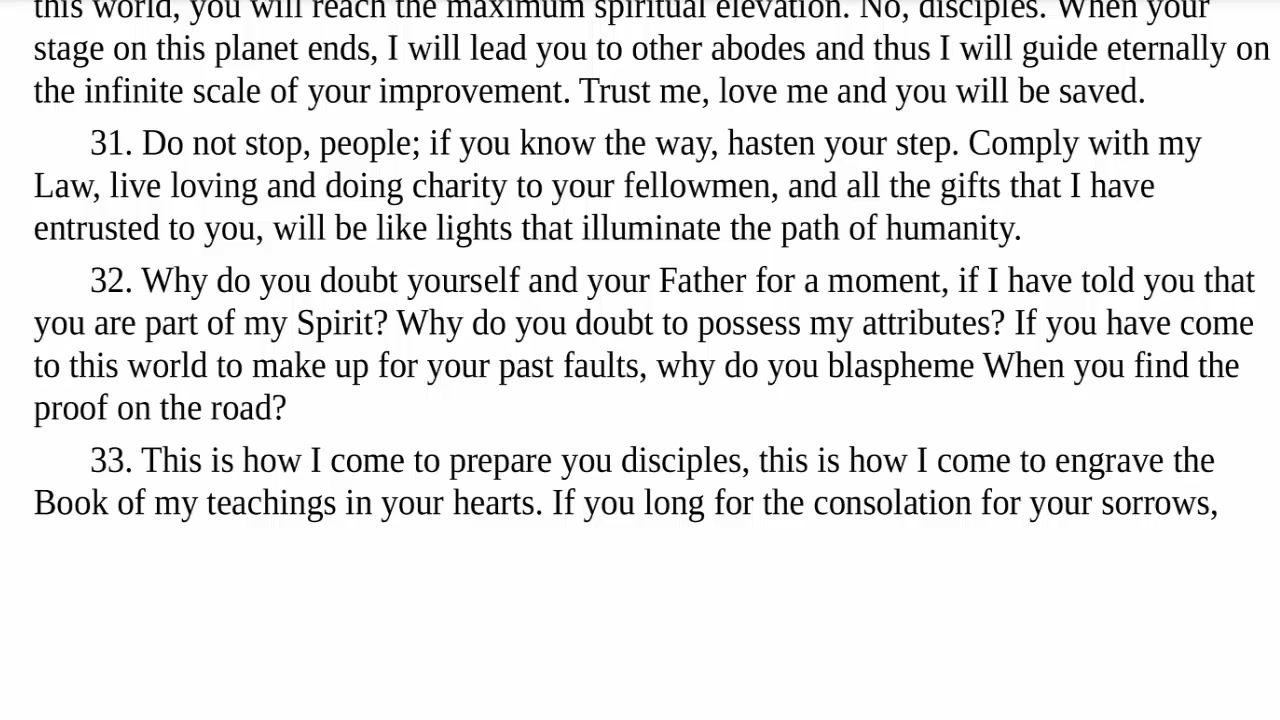 this world, you will reach the maximum spiritual elevation. No, disciples. When your
stage on this planet ends, I will lead you to other abodes and thus I will guide eternally on
the infinite scale of your improvement. Trust me, love me and you will be saved.
31. Do not stop, people; if you know the way, hasten your step. Comply with my
Law, live loving and doing charity to your fellowmen, and all the gifts that I have
entrusted to you, will be like lights that illuminate the path of humanity.
32. Why do you doubt yourself and your Father for a moment, if I have told you that
you are part of my Spirit? Why do you doubt to possess my attributes? If you have come
to this world to make up for your past faults, why do you blaspheme When you find the
proof on the road?
33. This is how I come to prepare you disciples, this is how I come to engrave the
Book of my teachings in your hearts. If you long for the consolation for your sorrows,